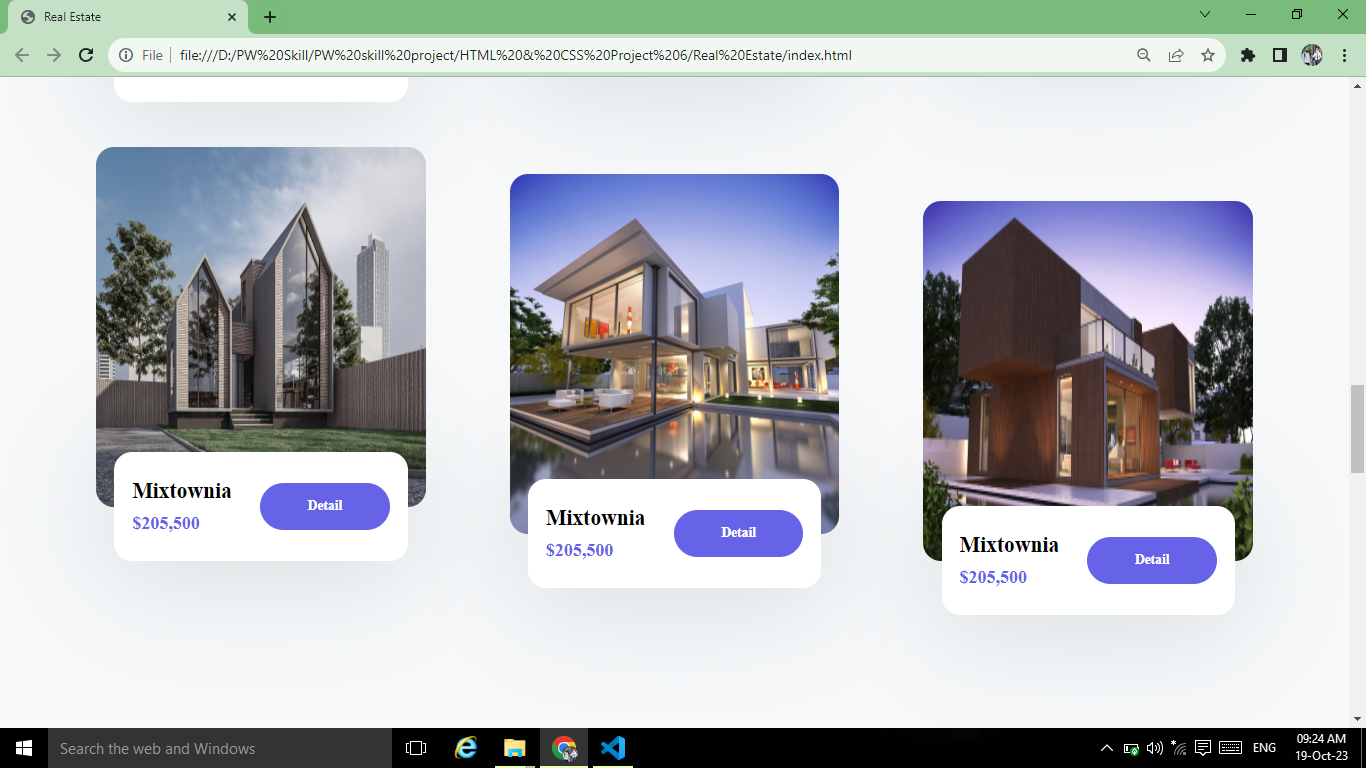 Real Estate
File
file:///D:/PW%20Skill/PW%20skill%20project/HTML%20&%20CSS%20Project%206/Real%20Estate/index.html
Mixtownia
$205,500
Detail
Mixtownia
$205,500
Detail
Mixtownia
$205,500
Detail
Search the web and Windows
ENG
09:24 AM
19-Oct-23